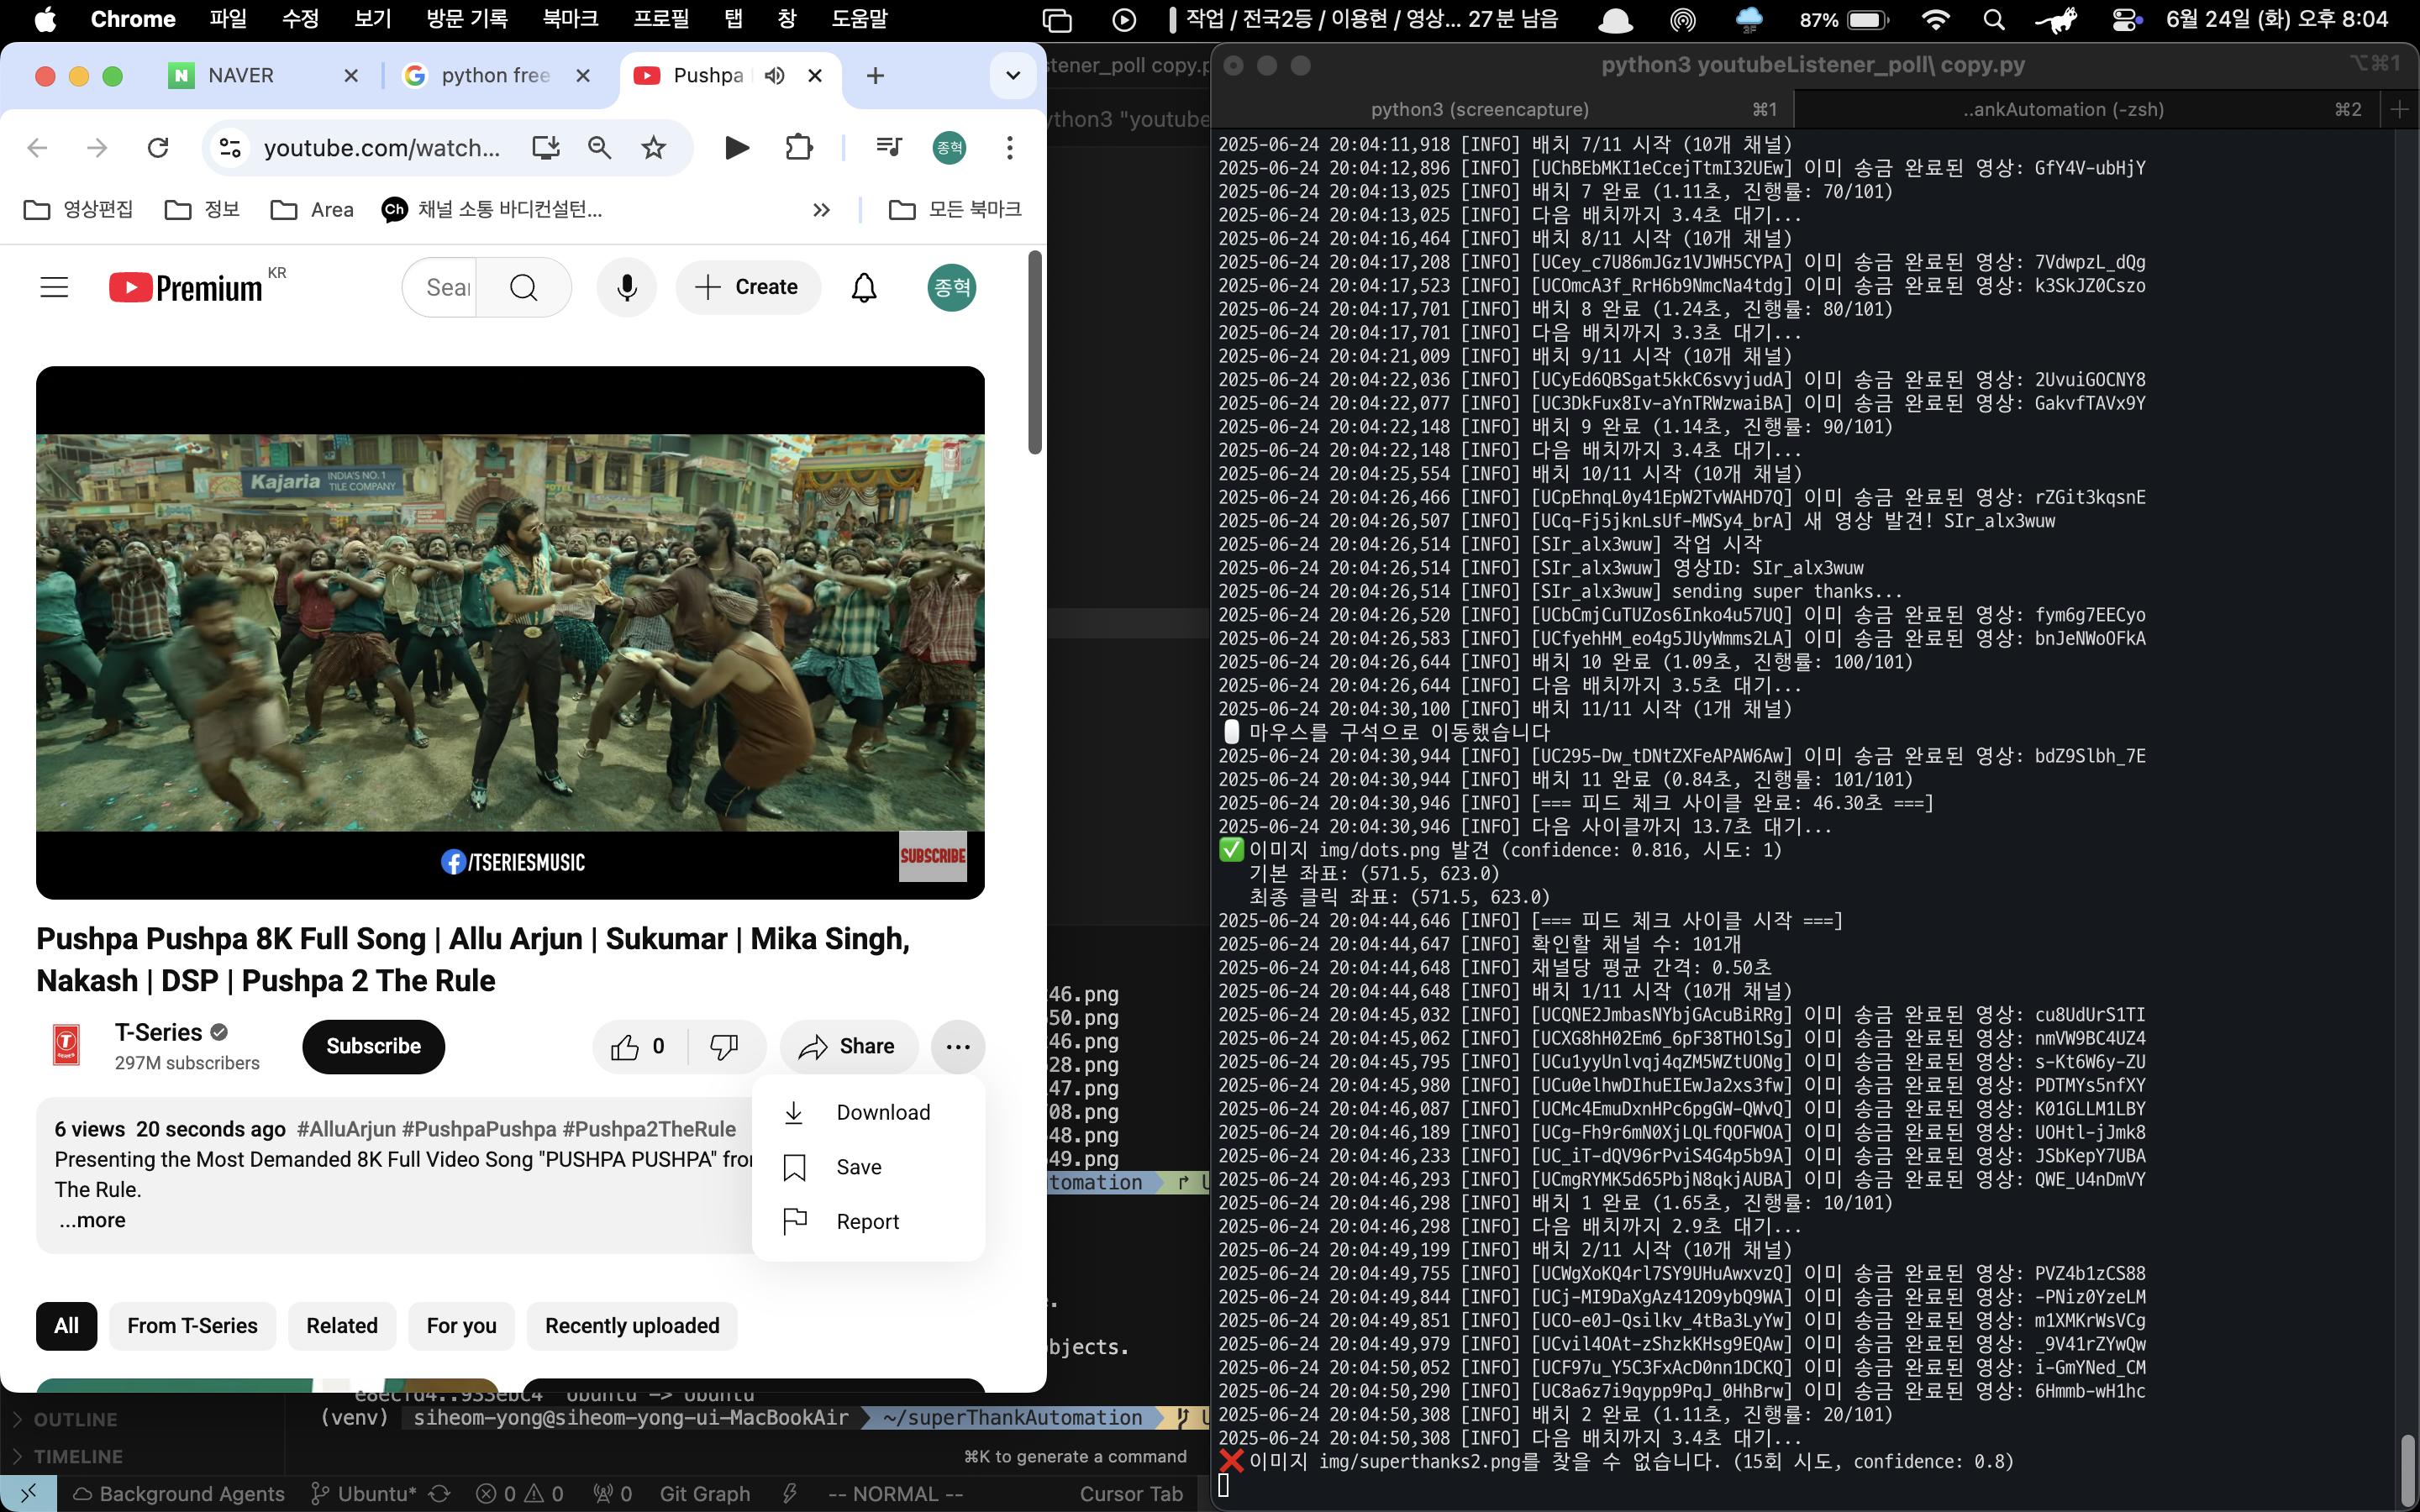 Chrome 파일 수정 보기 방문 기록 북마크 프로필 탭 창 도움말 작업 / 전국2등 / 이용현 / 영상... 27분 남음 3F 87% 6월 24일 (화) 오후 8:04
NAVER python free Pushpa
youtube.com/watch... 종혁
영상편집 정보 Area Ch 채널 소통 바디컨설턴... 모든 북마크
Premium KR Sear Create 종혁
Kajaria INDIA'S NO.1 TILE COMPANY
/TSERIESMUSIC SUBSCRIBE
Pushpa Pushpa 8K Full Song | Allu Arjun | Sukumar | Mika Singh,
Nakash | DSP | Pushpa 2 The Rule
T-Series
297M subscribers
Subscribe 0 Share
Download
Save
Report
6 views 20 seconds ago #AlluArjun #PushpaPushpa #Pushpa2TheRule
Presenting the Most Demanded 8K Full Video Song "PUSHPA PUSHPA" fro
The Rule.
...more
All From T-Series Related For you Recently uploaded
stener_poll copy.p
ython3 "youtube
46.png
50.png
46.png
28.png
47.png
08.png
48.png
49.png
tomation
bjects.
Ubuntu -> Ubuntu
(venv) siheom-yong@siheom-yong-ui-MacBookAir ~/superThankAutomation
OUTLINE
TIMELINE
⌘K to generate a command
Background Agents Ubuntu* 0 0 0 Git Graph -- NORMAL -- Cursor Tab
python3 youtubeListener_poll\ copy.py ⌥⌘1
python3 (screencapture) ⌘1 ..ankAutomation (-zsh) ⌘2
2025-06-24 20:04:11,918 [INFO] 배치 7/11 시작 (10개 채널)
2025-06-24 20:04:12,896 [INFO] [UChBEbMKI1eCcejTtmI32UEw] 이미 송금 완료된 영상: GfY4V-ubHjY
2025-06-24 20:04:13,025 [INFO] 배치 7 완료 (1.11초, 진행률: 70/101)
2025-06-24 20:04:13,025 [INFO] 다음 배치까지 3.4초 대기...
2025-06-24 20:04:16,464 [INFO] 배치 8/11 시작 (10개 채널)
2025-06-24 20:04:17,208 [INFO] [UCey_c7U86mJGz1VJWH5CYPA] 이미 송금 완료된 영상: 7VdwpzL_dQg
2025-06-24 20:04:17,523 [INFO] [UCOmcA3f_RrH6b9NmcNa4tdg] 이미 송금 완료된 영상: k3SkJZ0Cszo
2025-06-24 20:04:17,701 [INFO] 배치 8 완료 (1.24초, 진행률: 80/101)
2025-06-24 20:04:17,701 [INFO] 다음 배치까지 3.3초 대기...
2025-06-24 20:04:21,009 [INFO] 배치 9/11 시작 (10개 채널)
2025-06-24 20:04:22,036 [INFO] [UCyEd6QBSgat5kkC6svyjudA] 이미 송금 완료된 영상: 2UvuiGOCNY8
2025-06-24 20:04:22,077 [INFO] [UC3DkFux8Iv-aYnTRWzwaiBA] 이미 송금 완료된 영상: GakvfTAVx9Y
2025-06-24 20:04:22,148 [INFO] 배치 9 완료 (1.14초, 진행률: 90/101)
2025-06-24 20:04:22,148 [INFO] 다음 배치까지 3.4초 대기...
2025-06-24 20:04:25,554 [INFO] 배치 10/11 시작 (10개 채널)
2025-06-24 20:04:26,466 [INFO] [UCpEhnqL0y41EpW2TvWAHD7Q] 이미 송금 완료된 영상: rZGit3kqsnE
2025-06-24 20:04:26,507 [INFO] [UCq-Fj5jknLsUf-MWSy4_brA] 새 영상 발견! SIr_alx3wuw
2025-06-24 20:04:26,514 [INFO] [SIr_alx3wuw] 작업 시작
2025-06-24 20:04:26,514 [INFO] [SIr_alx3wuw] 영상ID: SIr_alx3wuw
2025-06-24 20:04:26,514 [INFO] [SIr_alx3wuw] sending super thanks...
2025-06-24 20:04:26,520 [INFO] [UCbCmjCuTUZos6Inko4u57UQ] 이미 송금 완료된 영상: fym6g7EECyo
2025-06-24 20:04:26,583 [INFO] [UCfyehHM_eo4g5JUyWmms2LA] 이미 송금 완료된 영상: bnJeNWoOFkA
2025-06-24 20:04:26,644 [INFO] 배치 10 완료 (1.09초, 진행률: 100/101)
2025-06-24 20:04:26,644 [INFO] 다음 배치까지 3.5초 대기...
2025-06-24 20:04:30,100 [INFO] 배치 11/11 시작 (1개 채널)
마우스를 구석으로 이동했습니다
2025-06-24 20:04:30,944 [INFO] [UC295-Dw_tDNtZXFeAPAW6Aw] 이미 송금 완료된 영상: bdZ9Slbh_7E
2025-06-24 20:04:30,944 [INFO] 배치 11 완료 (0.84초, 진행률: 101/101)
2025-06-24 20:04:30,946 [INFO] [=== 피드 체크 사이클 완료: 46.30초 ===]
2025-06-24 20:04:30,946 [INFO] 다음 사이클까지 13.7초 대기...
✅ 이미지 img/dots.png 발견 (confidence: 0.816, 시도: 1)
기본 좌표: (571.5, 623.0)
최종 클릭 좌표: (571.5, 623.0)
2025-06-24 20:04:44,646 [INFO] [=== 피드 체크 사이클 시작 ===]
2025-06-24 20:04:44,647 [INFO] 확인할 채널 수: 101개
2025-06-24 20:04:44,648 [INFO] 채널당 평균 간격: 0.50초
2025-06-24 20:04:44,648 [INFO] 배치 1/11 시작 (10개 채널)
2025-06-24 20:04:45,032 [INFO] [UCQNE2JmbasNYbjGAcuBiRRg] 이미 송금 완료된 영상: cu8UdUrS1TI
2025-06-24 20:04:45,062 [INFO] [UCXG8hH02Em6_6pF38THOlSg] 이미 송금 완료된 영상: nmVW9BC4UZ4
2025-06-24 20:04:45,795 [INFO] [UCu1yyUnlvqj4qZM5WZtUONg] 이미 송금 완료된 영상: s-Kt6W6y-ZU
2025-06-24 20:04:45,980 [INFO] [UCu0elhwDIhuEIEwJa2xs3fw] 이미 송금 완료된 영상: PDTMYs5nfXY
2025-06-24 20:04:46,087 [INFO] [UCMc4EmuDxnHPc6pgGW-QWvQ] 이미 송금 완료된 영상: K01GLLM1LBY
2025-06-24 20:04:46,189 [INFO] [UCg-Fh9r6mN0XjLQLfQOFWOA] 이미 송금 완료된 영상: UOHtl-jJmk8
2025-06-24 20:04:46,233 [INFO] [UC_iT-dQV96rPviS4G4p5b9A] 이미 송금 완료된 영상: JSbKepY7UBA
2025-06-24 20:04:46,293 [INFO] [UCmgRYMK5d65PbjN8qkjAUBA] 이미 송금 완료된 영상: QWE_U4nDmVY
2025-06-24 20:04:46,298 [INFO] 배치 1 완료 (1.65초, 진행률: 10/101)
2025-06-24 20:04:46,298 [INFO] 다음 배치까지 2.9초 대기...
2025-06-24 20:04:49,199 [INFO] 배치 2/11 시작 (10개 채널)
2025-06-24 20:04:49,755 [INFO] [UCWgXoKQ4rl7SY9UHuAwxvzQ] 이미 송금 완료된 영상: PVZ4b1zCS88
2025-06-24 20:04:49,844 [INFO] [UCj-MI9DaXgAz412O9ybQ9WA] 이미 송금 완료된 영상: -PNiz0YzeLM
2025-06-24 20:04:49,851 [INFO] [UCO-e0J-Qsilkv_4tBa3LyYw] 이미 송금 완료된 영상: m1XMKrWsVCg
2025-06-24 20:04:49,979 [INFO] [UCvil4OAt-zShzkKHsg9EQAw] 이미 송금 완료된 영상: _9V41rZYwQw
2025-06-24 20:04:50,052 [INFO] [UCF97u_Y5C3FxAcD0nn1DCKQ] 이미 송금 완료된 영상: i-GmYNed_CM
2025-06-24 20:04:50,290 [INFO] [UC8a6z7i9qypp9PqJ_0HhBrw] 이미 송금 완료된 영상: 6Hmmb-wH1hc
2025-06-24 20:04:50,308 [INFO] 배치 2 완료 (1.11초, 진행률: 20/101)
2025-06-24 20:04:50,308 [INFO] 다음 배치까지 3.4초 대기...
❌ 이미지 img/superthanks2.png를 찾을 수 없습니다. (15회 시도, confidence: 0.8)